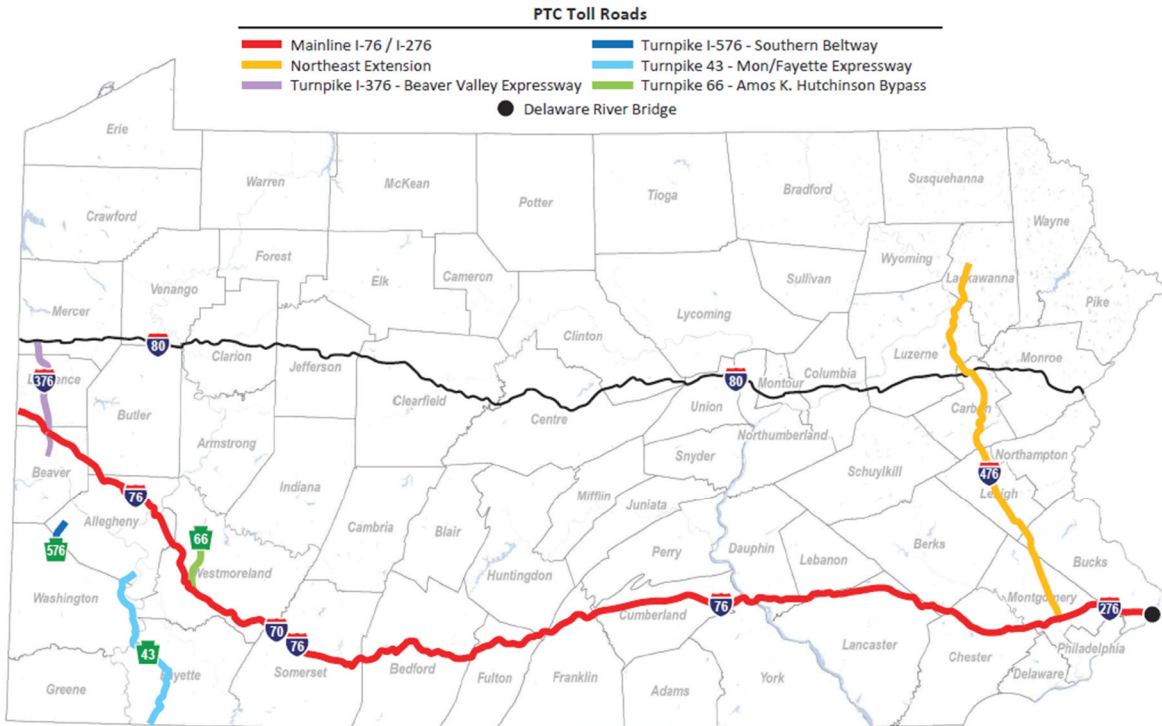 PTC Toll Roads
Mainline I-76 / I-276
Turnpike I-576 - Southern Beltway
Northeast Extension
Turnpike 43 - Mon/Fayette Expressway
Turnpike I-376 - Beaver Valley Expressway
Turnpike 66 - Amos K. Hutchinson Bypass
Delaware River Bridge
Erie
Warren
McKean
Potter
Tioga
Bradford
Susquehanna
Crawford
Wayne
Forest
Elk
Cameron
Wyoming
Lackawanna
Sullivan
Venango
Mercer
Clinton
Lycoming
Pike
80
Clarion
Jefferson
Luzerne
Monroe
376
Lawrence
80
Montour
Columbia
Butler
Clearfield
Centre
Union
Carbon
Northumberland
Armstrong
Snyder
Northampton
Beaver
Schuylkill
476
Lehigh
76
Indiana
Mifflin
Juniata
Allegheny
576
66
Cambria
Blair
Perry
Dauphin
Lebanon
Berks
Bucks
Westmoreland
Huntingdon
Washington
Cumberland
76
Montgomery
276
70
76
43
Fayette
Somerset
Bedford
Fulton
Franklin
Adams
York
Lancaster
Chester
Delaware
Philadelphia
Greene